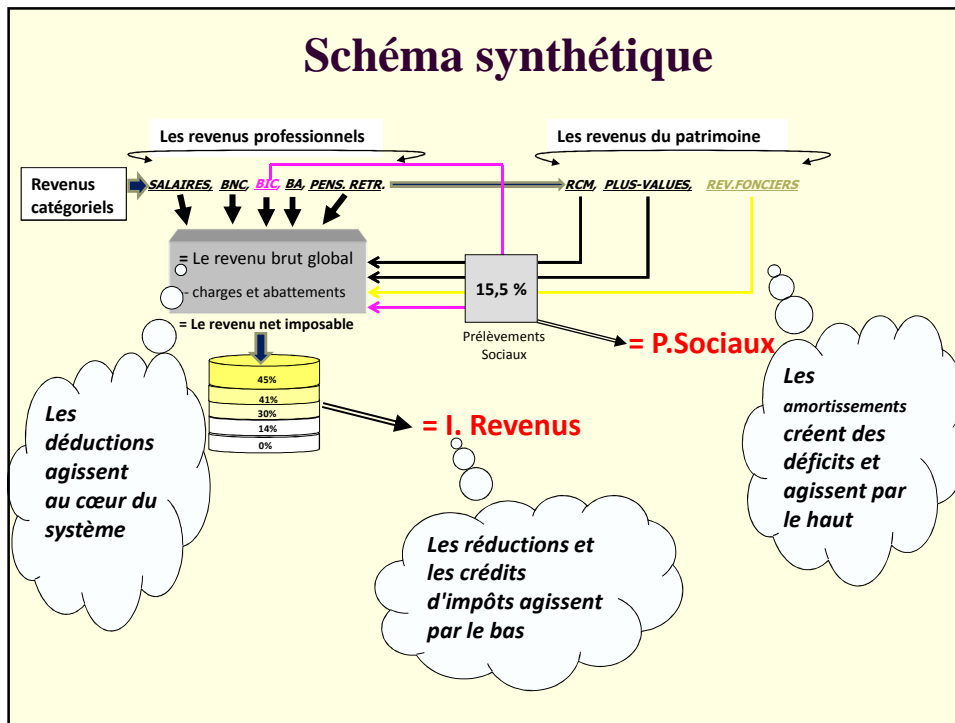 Schéma synthétique
Les revenus professionnels
Les revenus du patrimoine
Revenus
catégoriels
SALAIRES, BNC, BIC, BA, PENS. RETR.
RCM, PLUS-VALUES, REV.FONCIERS
= Le revenu brut global
- charges et abattements
= Le revenu net imposable
15,5 %
Prélèvements
Sociaux
= P.Sociaux
45%
41%
30%
14%
0%
= I. Revenus
Les
déductions
agissent
au cœur du
système
Les réductions et
les crédits
d'impôts agissent
par le bas
Les
amortissements
créent des
déficits et
agissent par
le haut